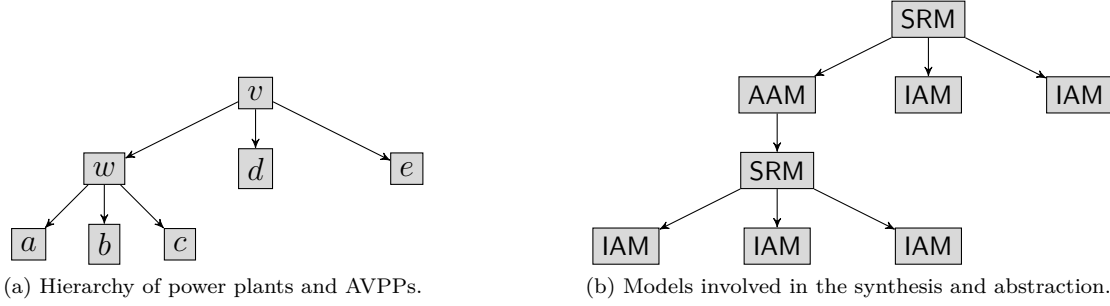 SRM
v
AAM
IAM
IAM
w
d
e
SRM
a
b
c
IAM
IAM
IAM
(a) Hierarchy of power plants and AVPPs.
(b) Models involved in the synthesis and abstraction.